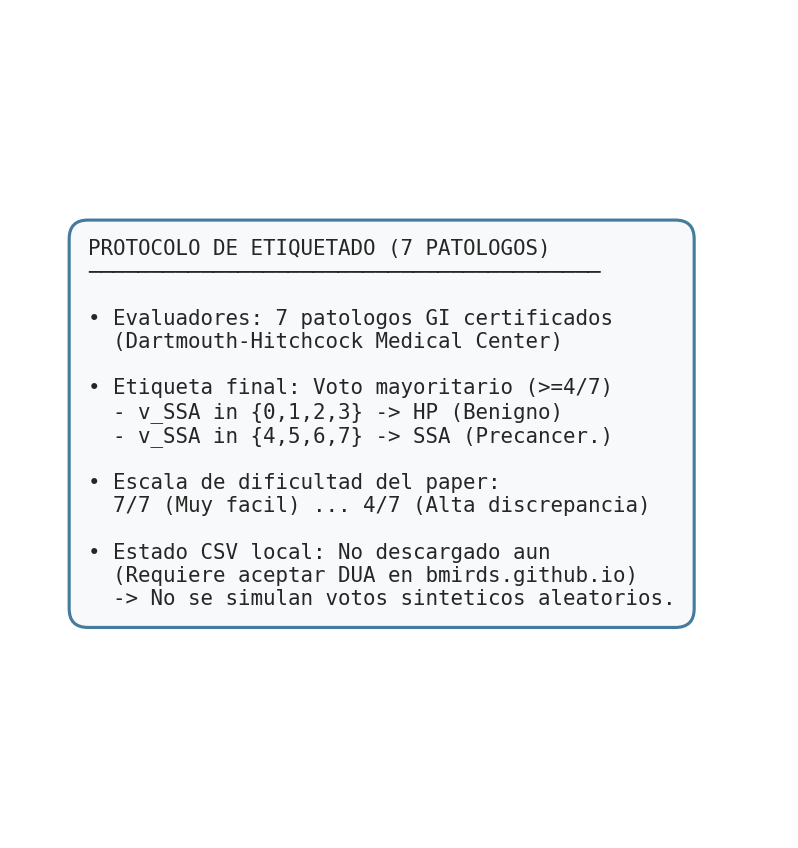 PROTOCOLO DE ETIQUETADO (7 PATOLOGOS)
• Evaluadores: 7 patologos GI certificados
(Dartmouth-Hitchcock Medical Center)
• Etiqueta final: Voto mayoritario (>=4/7)
- v_SSA in {0,1,2,3} -> HP (Benigno)
- v_SSA in {4,5,6,7} -> SSA (Precancer.)
• Escala de dificultad del paper:
7/7 (Muy facil) ... 4/7 (Alta discrepancia)
• Estado CSV local: No descargado aun
(Requiere aceptar DUA en bmirds.github.io)
-> No se simulan votos sinteticos aleatorios.